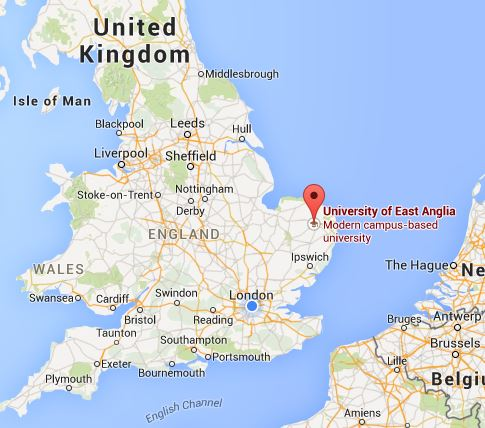 United
Kingdom
Middlesbrough
Isle of Man
Blackpool
Leeds
Hull
Liverpool
Sheffield
Stoke-on-Trent
Nottingham
Derby
University of East Anglia
Modern campus-based
university
ENGLAND
Ipswich
The Hague
Ne
WALES
Swansea
Cardiff
Swindon
London
Bristol
Reading
Bruges
Antwerp
Taunton
Southampton
Portsmouth
Brussels
Exeter
Bournemouth
Lille
Plymouth
Belgiu
English Channel
Amiens